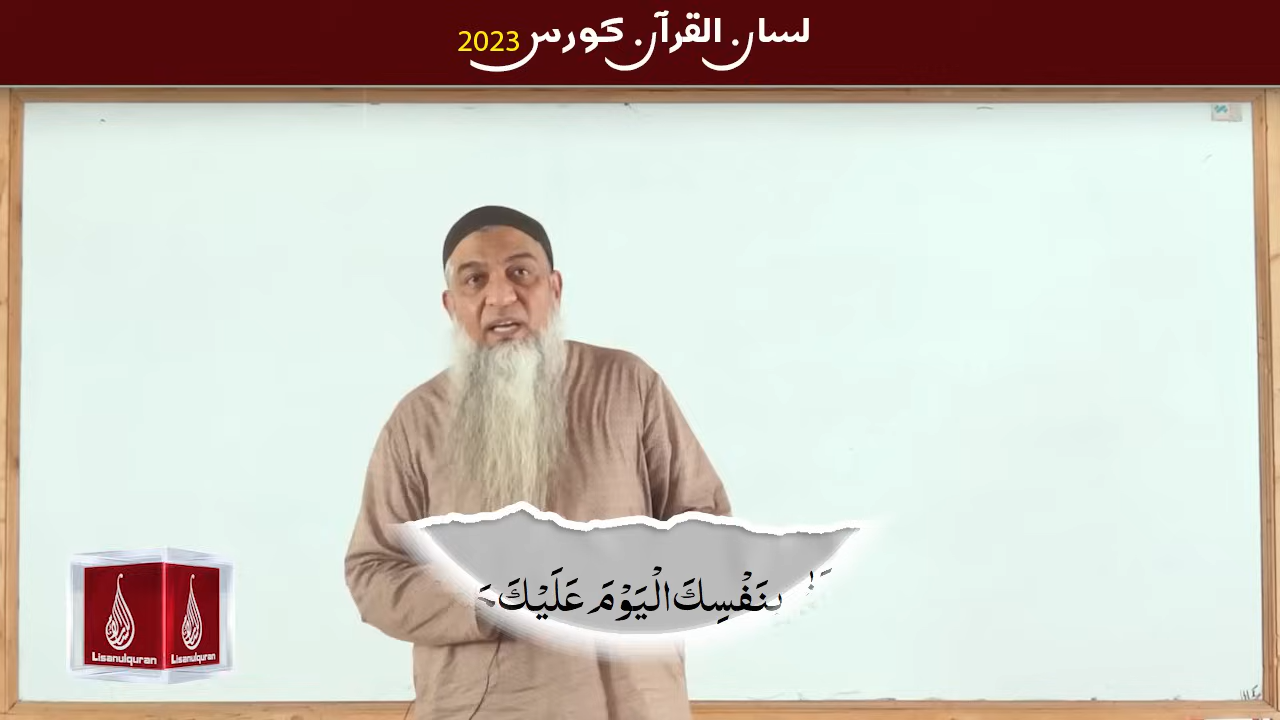 لسان القرآن کورس 2023
بِنَفْسِكَ الْيَوْمَ عَلَيْكَ
Lisanulquran
Lisanulquran